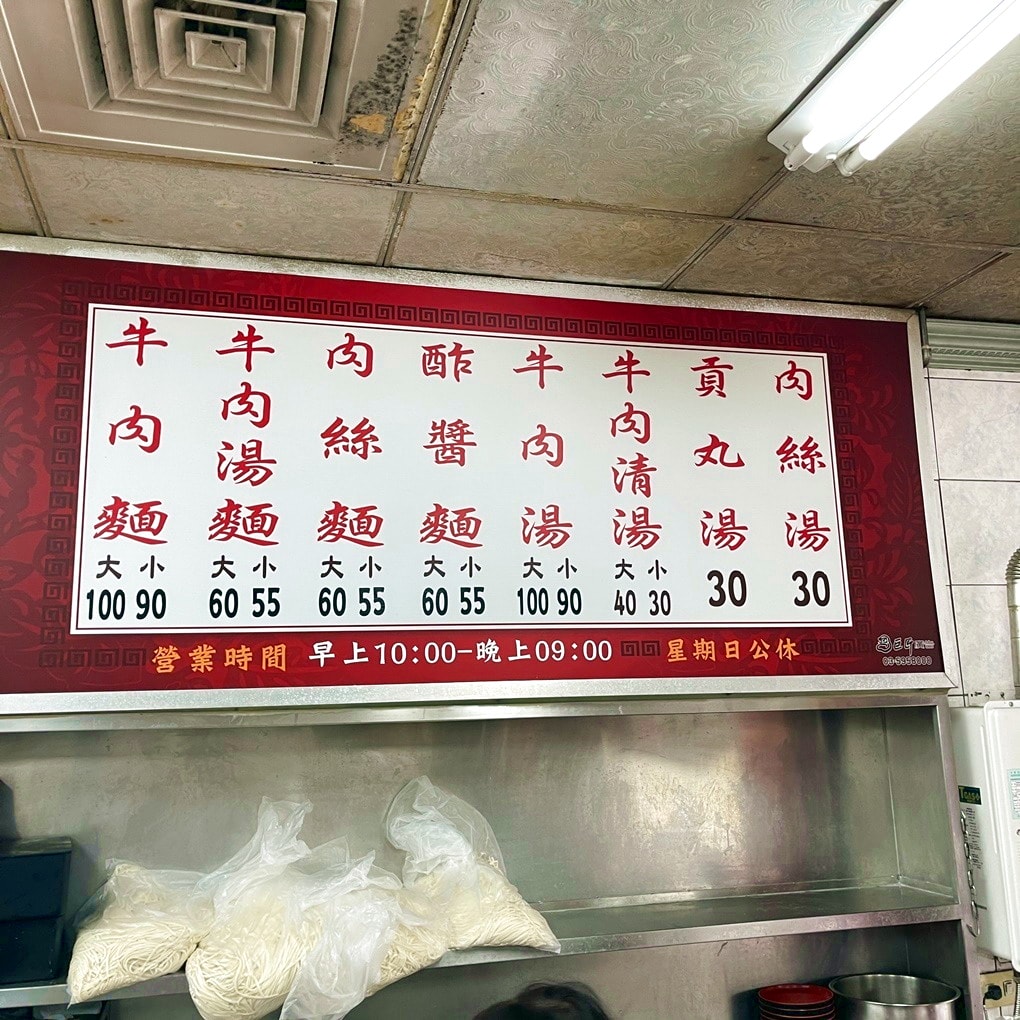 牛肉麵
大 小
100 90
牛肉湯麵
大 小
60 55
肉絲麵
大 小
60 55
酢醬麵
大 小
60 55
牛肉湯
大 小
100 90
牛肉清湯
大 小
40 30
貢丸湯
30
肉絲湯
30
營業時間 早上10:00-晚上09:00 星期日公休
03-5958000